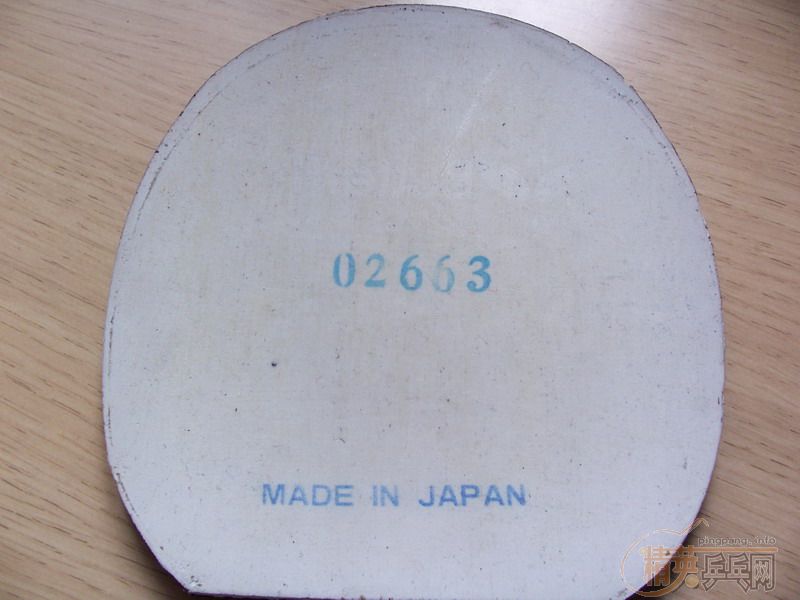 02663
MADE IN JAPAN
pingpang.info
精英乒乓网